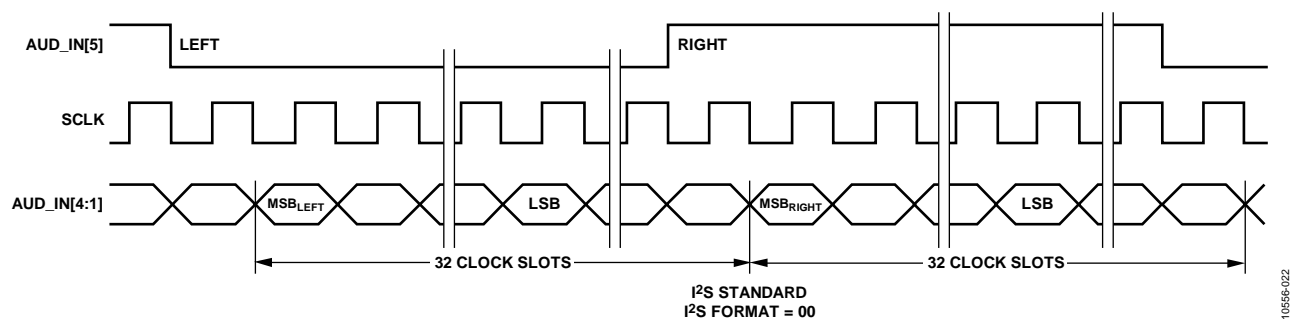 AUD_IN[5] LEFT RIGHT
SCLK
AUD_IN[4:1] MSBLEFT LSB MSBRIGHT LSB
32 CLOCK SLOTS 32 CLOCK SLOTS
I2S STANDARD
I2S FORMAT = 00
10556-022